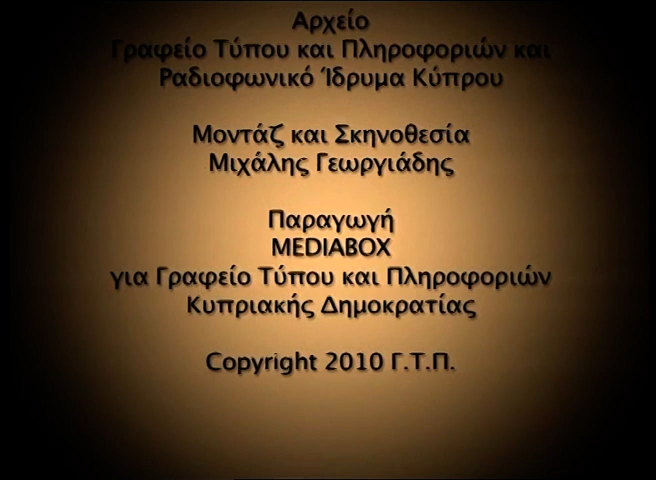 Αρχείο
Γραφείο Τύπου και Πληροφοριών και
Ραδιοφωνικό Ίδρυμα Κύπρου
Μοντάζ και Σκηνοθεσία
Μιχάλης Γεωργιάδης
Παραγωγή
MEDIABOX
για Γραφείο Τύπου και Πληροφοριών
Κυπριακής Δημοκρατίας
Copyright 2010 Γ.Τ.Π.